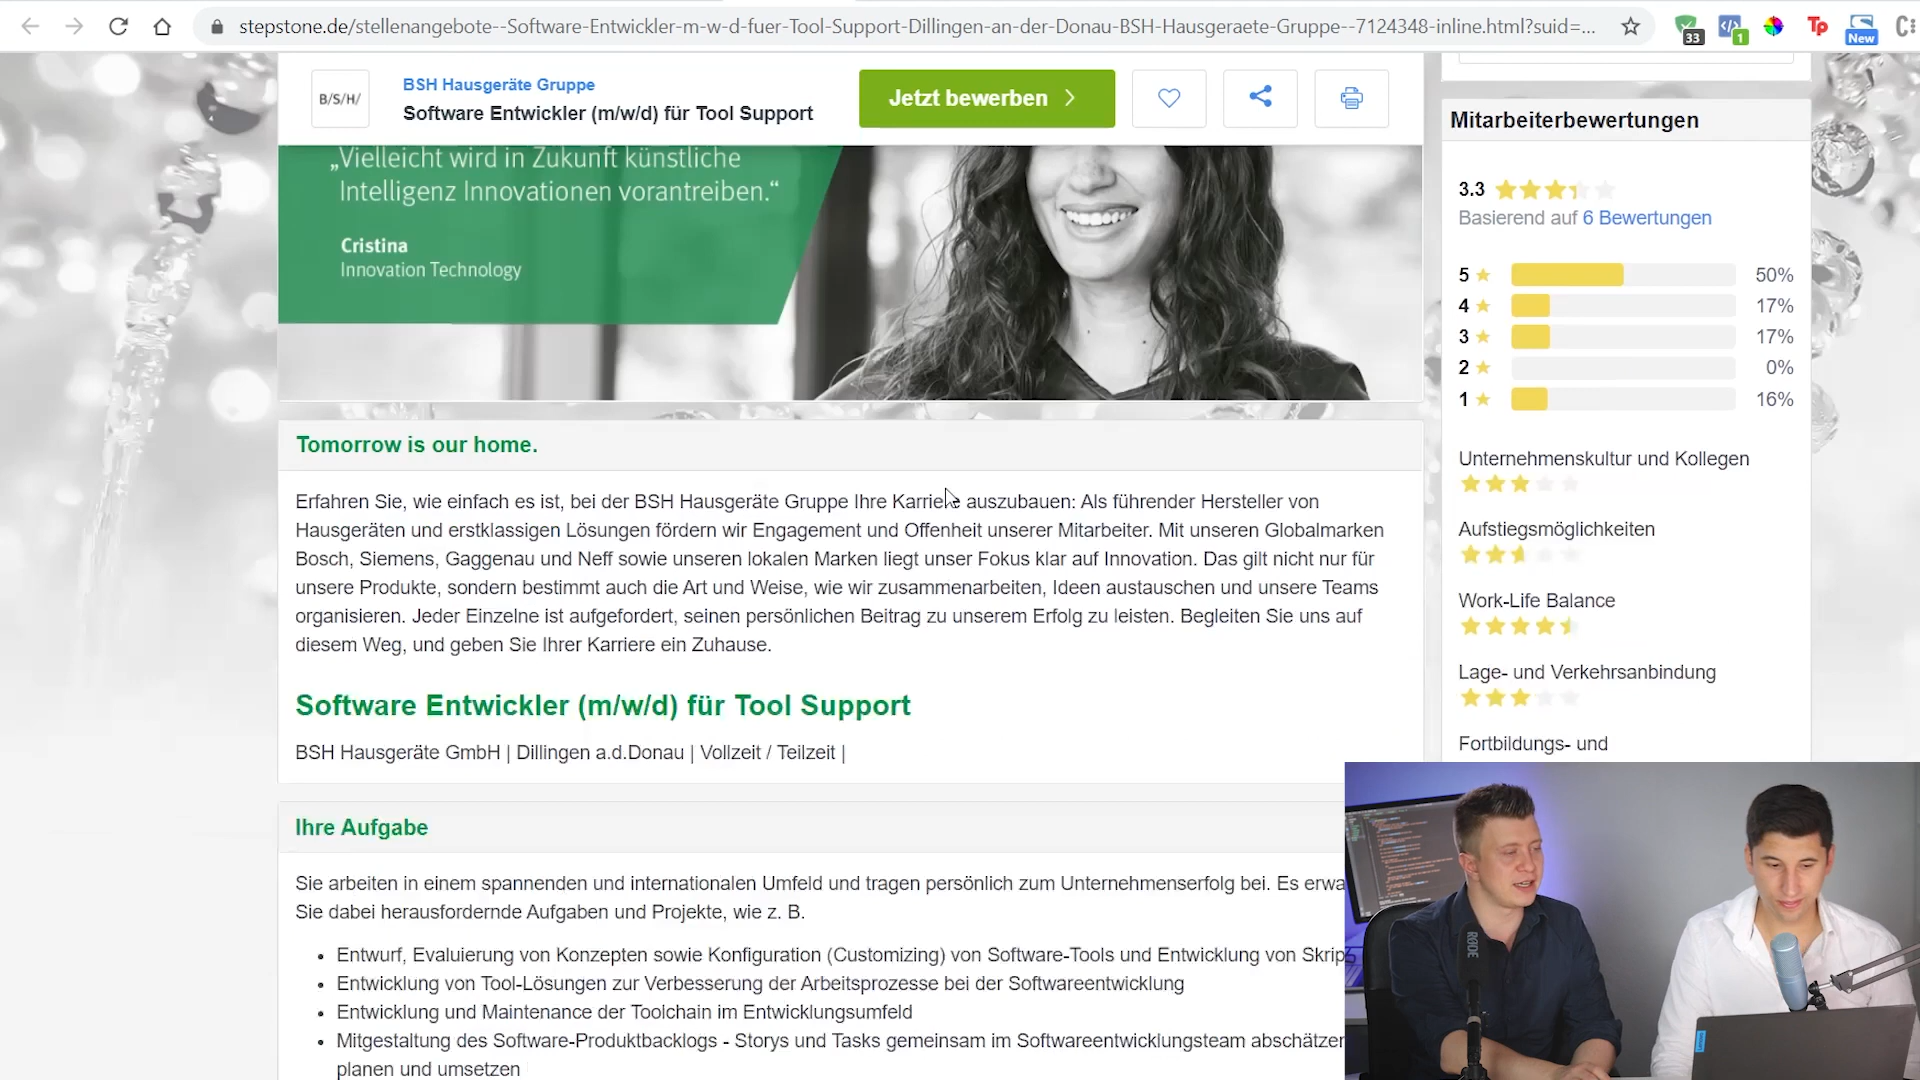 stepstone.de/stellenangebote--Software-Entwickler-m-w-d-fuer-Tool-Support-Dillingen-an-der-Donau-BSH-Hausgeraete-Gruppe--7124348-inline.html?suid=...
33
1
Tp
New
B/S/H/
BSH Hausgeräte Gruppe
Software Entwickler (m/w/d) für Tool Support
Jetzt bewerben
„Vielleicht wird in Zukunft künstliche
Intelligenz Innovationen vorantreiben.“
Cristina
Innovation Technology
Tomorrow is our home.
Erfahren Sie, wie einfach es ist, bei der BSH Hausgeräte Gruppe Ihre Karriere auszubauen: Als führender Hersteller von
Hausgeräten und erstklassigen Lösungen fördern wir Engagement und Offenheit unserer Mitarbeiter. Mit unseren Globalmarken
Bosch, Siemens, Gaggenau und Neff sowie unseren lokalen Marken liegt unser Fokus klar auf Innovation. Das gilt nicht nur für
unsere Produkte, sondern bestimmt auch die Art und Weise, wie wir zusammenarbeiten, Ideen austauschen und unsere Teams
organisieren. Jeder Einzelne ist aufgefordert, seinen persönlichen Beitrag zu unserem Erfolg zu leisten. Begleiten Sie uns auf
diesem Weg, und geben Sie Ihrer Karriere ein Zuhause.
Software Entwickler (m/w/d) für Tool Support
BSH Hausgeräte GmbH | Dillingen a.d.Donau | Vollzeit / Teilzeit |
Ihre Aufgabe
Sie arbeiten in einem spannenden und internationalen Umfeld und tragen persönlich zum Unternehmenserfolg bei. Es erwa
Sie dabei herausfordernde Aufgaben und Projekte, wie z. B.
• Entwurf, Evaluierung von Konzepten sowie Konfiguration (Customizing) von Software-Tools und Entwicklung von Skrip
• Entwicklung von Tool-Lösungen zur Verbesserung der Arbeitsprozesse bei der Softwareentwicklung
• Entwicklung und Maintenance der Toolchain im Entwicklungsumfeld
• Mitgestaltung des Software-Produktbacklogs - Storys und Tasks gemeinsam im Softwareentwicklungsteam abschätzen
planen und umsetzen
Mitarbeiterbewertungen
3.3
Basierend auf 6 Bewertungen
5 50%
4 17%
3 17%
2 0%
1 16%
Unternehmenskultur und Kollegen
Aufstiegsmöglichkeiten
Work-Life Balance
Lage- und Verkehrsanbindung
Fortbildungs- und
RØDE
Lenovo